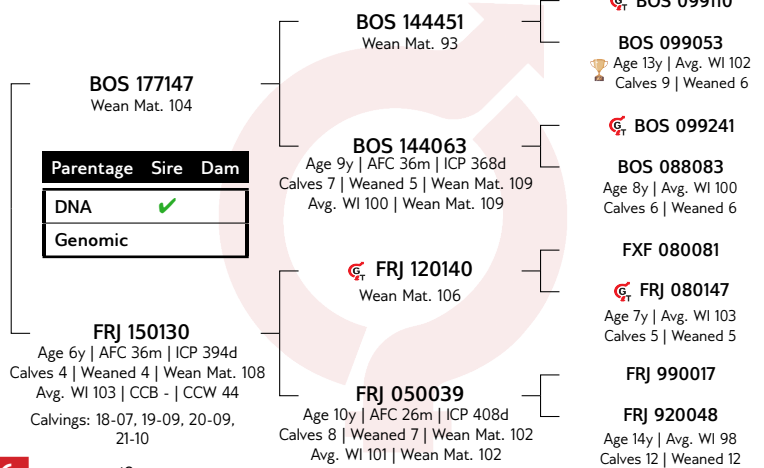 BOS 177147
Wean Mat. 104
Parentage Sire Dam
DNA ✔
Genomic
FRJ 150130
Age 6y | AFC 36m | ICP 394d
Calves 4 | Weaned 4 | Wean Mat. 108
Avg. WI 103 | CCB - | CCW 44
Calvings: 18-07, 19-09, 20-09,
21-10
BOS 144451
Wean Mat. 93
BOS 144063
Age 9y | AFC 36m | ICP 368d
Calves 7 | Weaned 5 | Wean Mat. 109
Avg. WI 100 | Wean Mat. 109
GT FRJ 120140
Wean Mat. 106
FRJ 050039
Age 10y | AFC 26m | ICP 408d
Calves 8 | Weaned 7 | Wean Mat. 102
Avg. WI 101 | Wean Mat. 102
GT BOS 099110
BOS 099053
Age 13y | Avg. WI 102
Calves 9 | Weaned 6
GT BOS 099241
BOS 088083
Age 8y | Avg. WI 100
Calves 6 | Weaned 6
FXF 080081
GT FRJ 080147
Age 7y | Avg. WI 103
Calves 5 | Weaned 5
FRJ 990017
FRJ 920048
Age 14y | Avg. WI 98
Calves 12 | Weaned 12